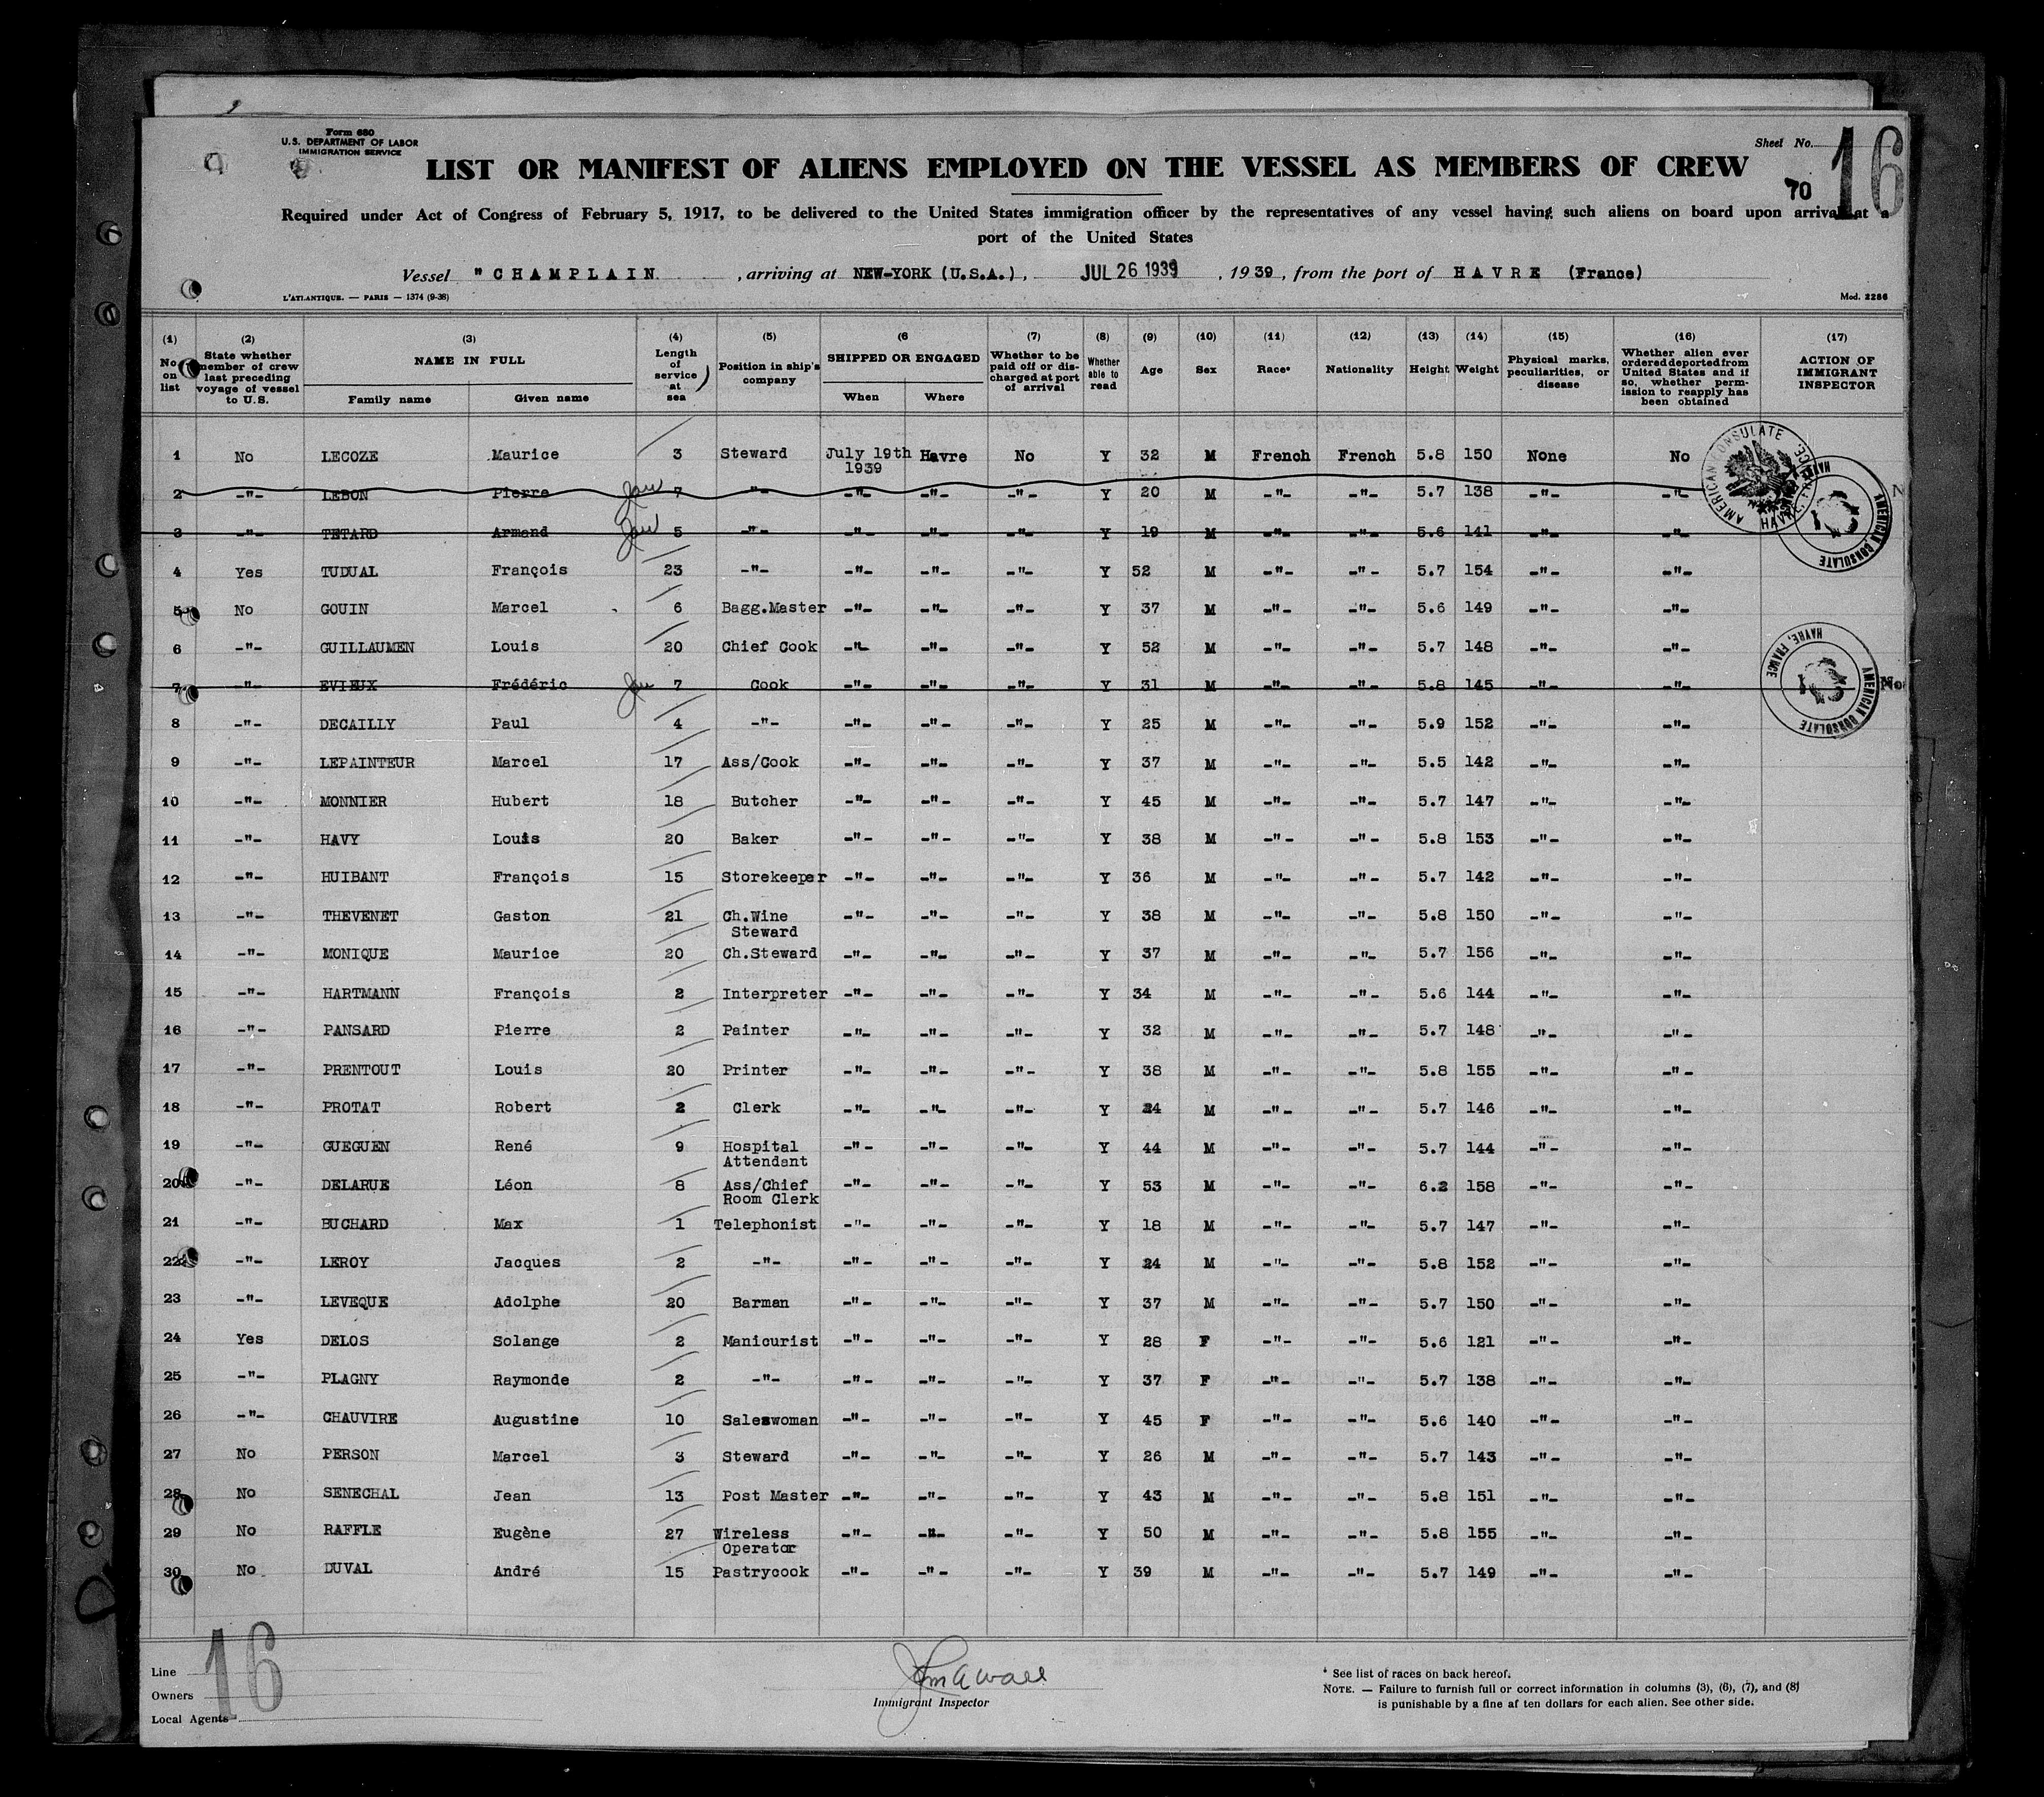 Form 680
U.S. DEPARTMENT OF LABOR
IMMIGRATION SERVICE
Sheet No.
16
LIST OR MANIFEST OF ALIENS EMPLOYED ON THE VESSEL AS MEMBERS OF CREW
70
Required under Act of Congress of February 5, 1917, to be delivered to the United States immigration officer by the representatives of any vessel having such aliens on board upon arrival at a
port of the United States
Vessel "CHAMPLAIN , arriving at NEW-YORK (U.S.A.), JUL 26 1939 , 1939, from the port of HAVRE (France)
L'ATLANTIQUE. — PARIS — 1374 (9-38)
Mod. 2286
(1) No on list
(2) State whether member of crew last preceding voyage of vessel to U.S.
(3) NAME IN FULL
Family name
Given name
(4) Length of service at sea
(5) Position in ship's company
(6 SHIPPED OR ENGAGED
When
Where
(7) Whether to be paid off or discharged at port of arrival
(8) Whether able to read
(9) Age
(10) Sex
(11) Race*
(12) Nationality
(13) Height
(14) Weight
(15) Physical marks, peculiarities, or disease
(16) Whether alien ever ordered deported from United States and if so, whether permission to reapply has been obtained
(17) ACTION OF IMMIGRANT INSPECTOR
1 No LECOZE Maurice 3 Steward July 19th 1939 Havre No Y 32 M French French 5.8 150 None No
2 -"- LEBON Pierre 7 -"- -"- -"- -"- Y 20 M -"- -"- 5.7 138 -"- -"-
3 -"- TETARD Armand 5 -"- -"- -"- -"- Y 19 M -"- -"- 5.6 141 -"- -"-
4 Yes TUDUAL François 23 -"- -"- -"- -"- Y 52 M -"- -"- 5.7 154 -"- -"-
5 No GOUIN Marcel 6 Bagg.Master -"- -"- -"- Y 37 M -"- -"- 5.6 149 -"- -"-
6 -"- GUILLAUMEN Louis 20 Chief Cook -"- -"- -"- Y 52 M -"- -"- 5.7 148 -"- -"-
7 -"- EVIEUX Frédéric 7 Cook -"- -"- -"- Y 31 M -"- -"- 5.8 145 -"- -"-
8 -"- DECAILLY Paul 4 -"- -"- -"- -"- Y 25 M -"- -"- 5.9 152 -"- -"-
9 -"- LEPAINTEUR Marcel 17 Ass/Cook -"- -"- -"- Y 37 M -"- -"- 5.5 142 -"- -"-
10 -"- MONNIER Hubert 18 Butcher -"- -"- -"- Y 45 M -"- -"- 5.7 147 -"- -"-
11 -"- HAVY Louis 20 Baker -"- -"- -"- Y 38 M -"- -"- 5.8 153 -"- -"-
12 -"- HUIBANT François 15 Storekeeper -"- -"- -"- Y 36 M -"- -"- 5.7 142 -"- -"-
13 -"- THEVENET Gaston 21 Ch.Wine Steward -"- -"- -"- Y 38 M -"- -"- 5.8 150 -"- -"-
14 -"- MONIQUE Maurice 20 Ch.Steward -"- -"- -"- Y 37 M -"- -"- 5.7 156 -"- -"-
15 -"- HARTMANN François 2 Interpreter -"- -"- -"- Y 34 M -"- -"- 5.6 144 -"- -"-
16 -"- PANSARD Pierre 2 Painter -"- -"- -"- Y 32 M -"- -"- 5.7 148 -"- -"-
17 -"- PRENTOUT Louis 20 Printer -"- -"- -"- Y 38 M -"- -"- 5.8 155 -"- -"-
18 -"- PROTAT Robert 2 Clerk -"- -"- -"- Y 24 M -"- -"- 5.7 146 -"- -"-
19 -"- GUEGUEN René 9 Hospital Attendant -"- -"- -"- Y 44 M -"- -"- 5.7 144 -"- -"-
20 -"- DELARUE Léon 8 Ass/Chief Room Clerk -"- -"- -"- Y 53 M -"- -"- 6.2 158 -"- -"-
21 -"- BUCHARD Max 1 Telephonist -"- -"- -"- Y 18 M -"- -"- 5.7 147 -"- -"-
22 -"- LEROY Jacques 2 -"- -"- -"- -"- Y 24 M -"- -"- 5.8 152 -"- -"-
23 -"- LEVEQUE Adolphe 20 Barman -"- -"- -"- Y 37 M -"- -"- 5.7 150 -"- -"-
24 Yes DELOS Solange 2 Manicurist -"- -"- -"- Y 28 F -"- -"- 5.6 121 -"- -"-
25 -"- PLAGNY Raymonde 2 -"- -"- -"- -"- Y 37 F -"- -"- 5.7 138 -"- -"-
26 -"- CHAUVIRE Augustine 10 Saleswoman -"- -"- -"- Y 45 F -"- -"- 5.6 140 -"- -"-
27 No PERSON Marcel 3 Steward -"- -"- -"- Y 26 M -"- -"- 5.7 143 -"- -"-
28 No SENECHAL Jean 13 Post Master -"- -"- -"- Y 43 M -"- -"- 5.8 151 -"- -"-
29 No RAFFLE Eugène 27 Wireless Operator -"- -"- -"- Y 50 M -"- -"- 5.8 155 -"- -"-
30 No DUVAL André 15 Pastrycook -"- -"- -"- Y 39 M -"- -"- 5.7 149 -"- -"-
AMERICAN CONSULATE HAVRE, FRANCE
AMERICAN CONSULATE HAVRE
AMERICAN CONSULATE HAVRE, FRANCE
16
Line
Owners
Local Agents
Immigrant Inspector
* See list of races on back hereof.
NOTE. — Failure to furnish full or correct information in columns (3), (6), (7), and (8)
is punishable by a fine af ten dollars for each alien. See other side.